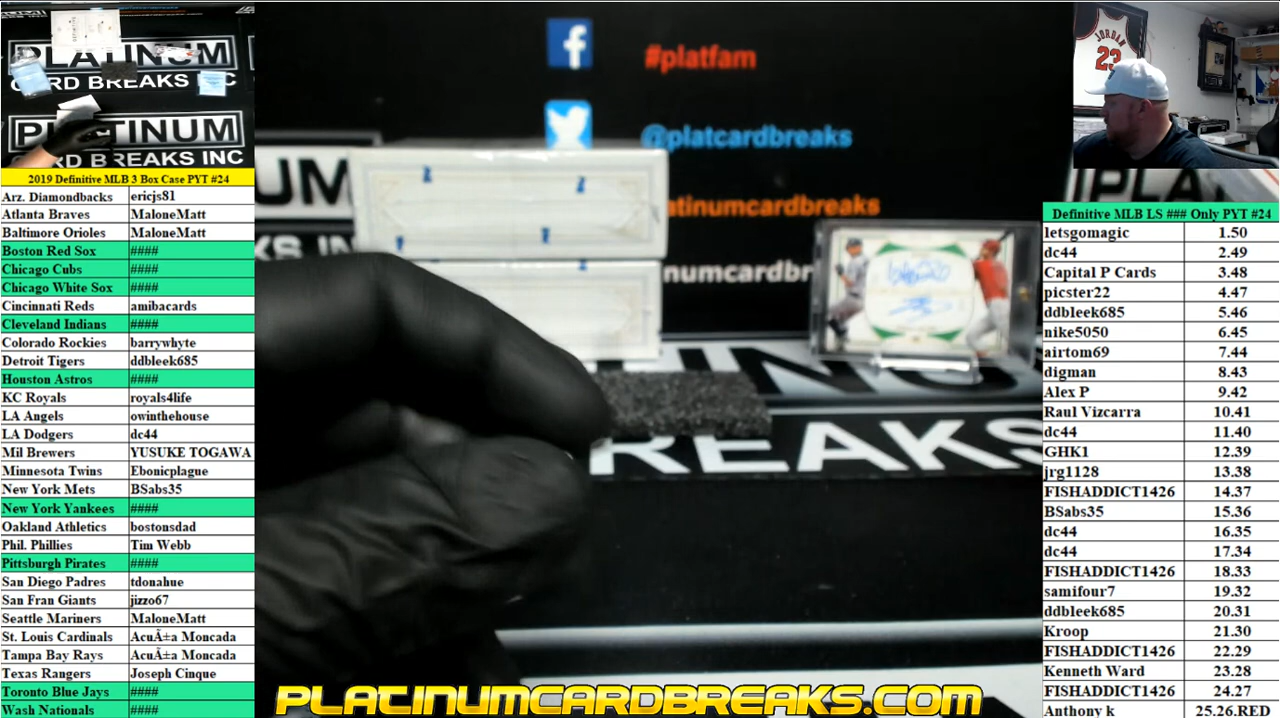 PLATINUM
CARD BREAKS INC
PLATINUM
CARD BREAKS INC
2019 Definitive MLB 3 Box Case PYT #24
Arz. Diamondbacks ericjs81
Atlanta Braves MaloneMatt
Baltimore Orioles MaloneMatt
Boston Red Sox ####
Chicago Cubs ####
Chicago White Sox ####
Cincinnati Reds amibacards
Cleveland Indians ####
Colorado Rockies barrywhyte
Detroit Tigers ddbleek685
Houston Astros ####
KC Royals royals4life
LA Angels owinthehouse
LA Dodgers dc44
Mil Brewers YUSUKE TOGAWA
Minnesota Twins Ebonicplague
New York Mets BSabs35
New York Yankees ####
Oakland Athletics bostonsdad
Phil. Phillies Tim Webb
Pittsburgh Pirates ####
San Diego Padres tdonahue
San Fran Giants jizzo67
Seattle Mariners MaloneMatt
St. Louis Cardinals AcuÃ±a Moncada
Tampa Bay Rays AcuÃ±a Moncada
Texas Rangers Joseph Cinque
Toronto Blue Jays ####
Wash Nationals ####
f #platfam
@platcardbreaks
atinumcardbreaks
inumcardbr
UM
KS IN
REAKS
PLATINUMCARDBREAKS.COM
JORDAN
23
PLA
Definitive MLB LS ### Only PYT #24
letsgomagic 1.50
dc44 2.49
Capital P Cards 3.48
picster22 4.47
ddbleek685 5.46
nike5050 6.45
airtom69 7.44
digman 8.43
Alex P 9.42
Raul Vizcarra 10.41
dc44 11.40
GHK1 12.39
jrg1128 13.38
FISHADDICT1426 14.37
BSabs35 15.36
dc44 16.35
dc44 17.34
FISHADDICT1426 18.33
samifour7 19.32
ddbleek685 20.31
Kroop 21.30
FISHADDICT1426 22.29
Kenneth Ward 23.28
FISHADDICT1426 24.27
Anthony k 25.26.RED